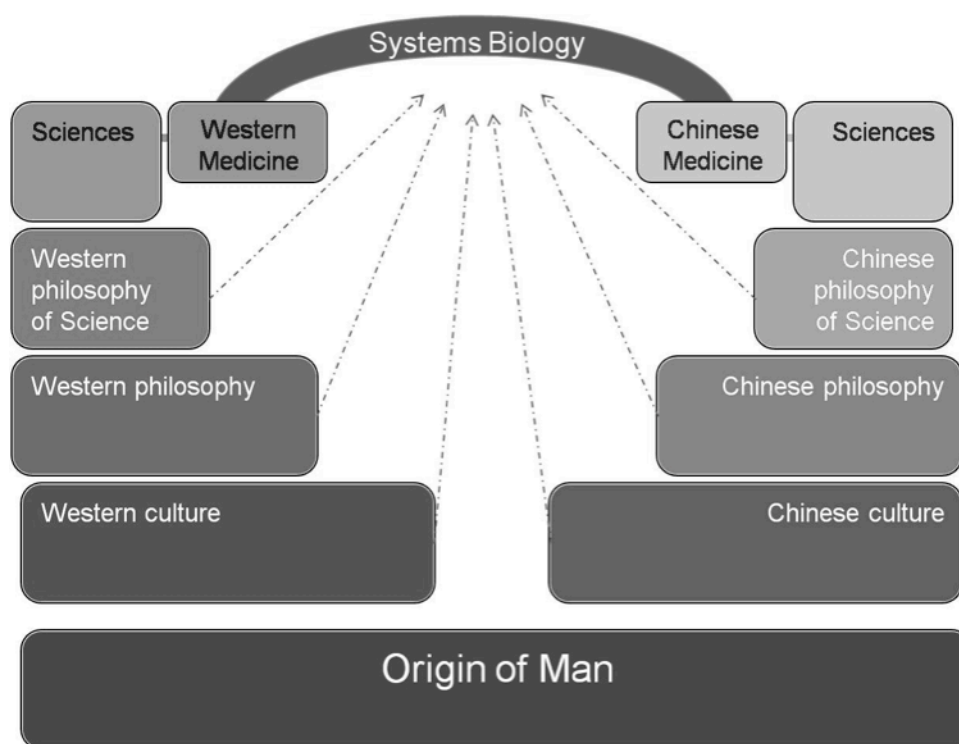 Systems Biology
Sciences
Western
Medicine
Chinese
Medicine
Sciences
Western
philosophy
of Science
Chinese
philosophy
of Science
Western philosophy
Chinese philosophy
Western culture
Chinese culture
Origin of Man